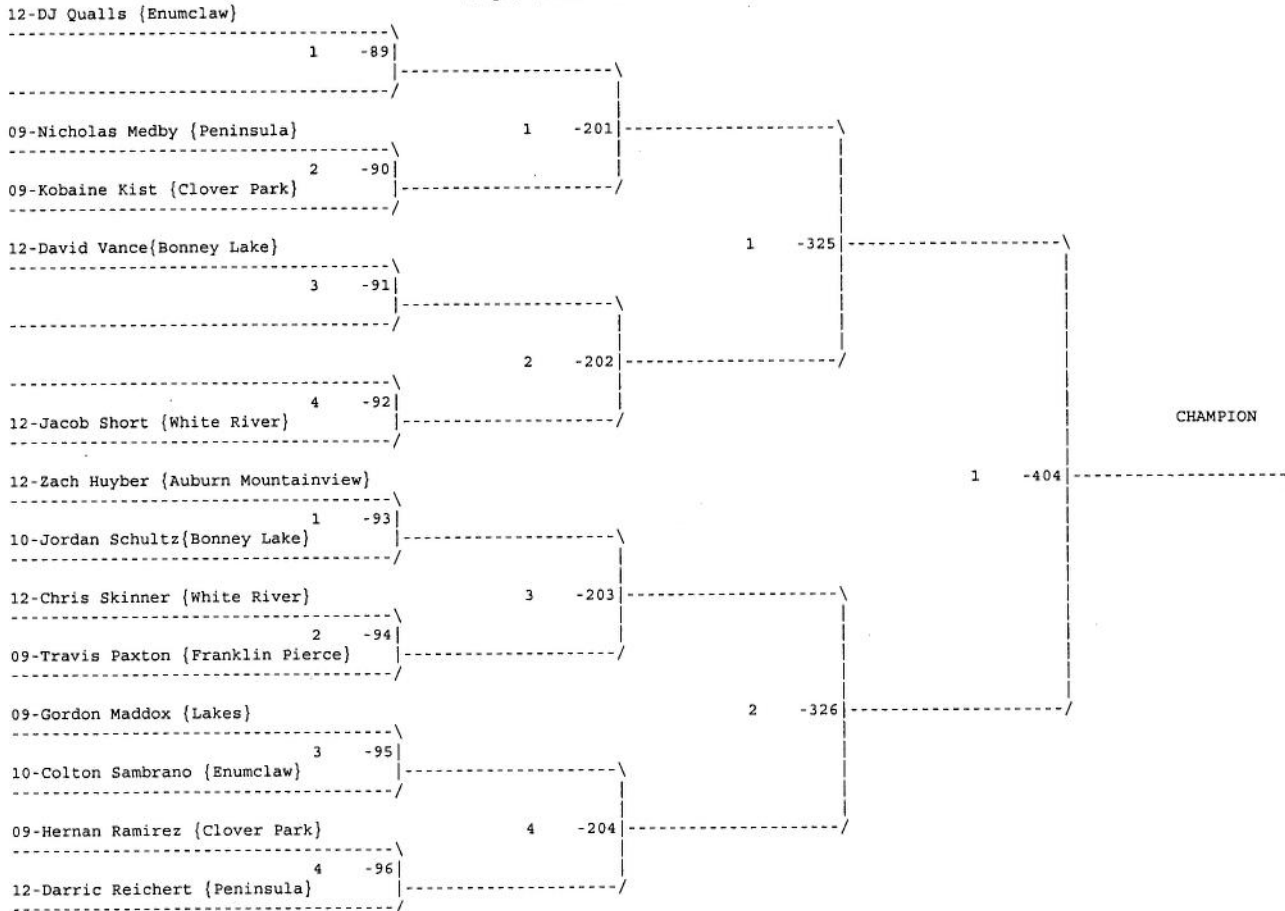 12-DJ Qualls {Enumclaw}
1 -89
09-Nicholas Medby {Peninsula}
1 -201
2 -90
09-Kobaine Kist {Clover Park}
12-David Vance{Bonney Lake}
1 -325
3 -91
2 -202
4 -92
12-Jacob Short {White River}
CHAMPION
12-Zach Huyber {Auburn Mountainview}
1 -404
1 -93
10-Jordan Schultz{Bonney Lake}
12-Chris Skinner {White River}
3 -203
2 -94
09-Travis Paxton {Franklin Pierce}
09-Gordon Maddox {Lakes}
2 -326
3 -95
10-Colton Sambrano {Enumclaw}
09-Hernan Ramirez {Clover Park}
4 -204
4 -96
12-Darric Reichert {Peninsula}